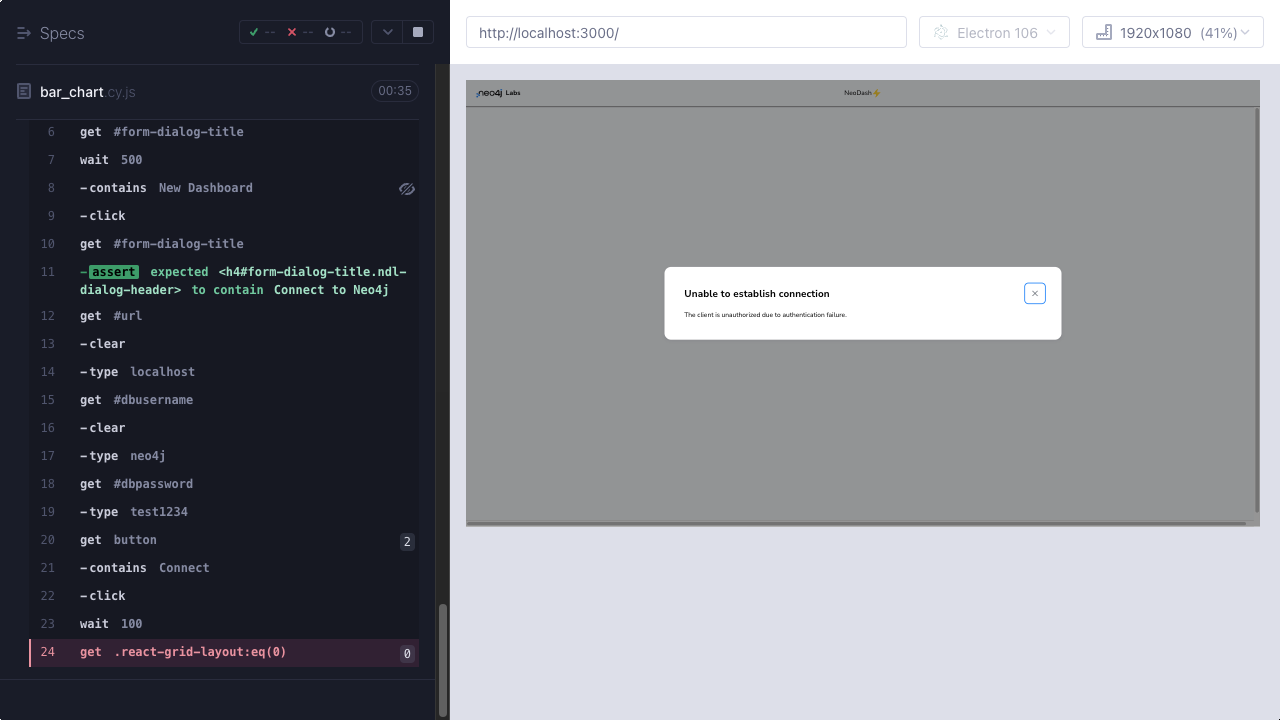 Specs
-- -- --
bar_chart.cy.js 00:35
6 get #form-dialog-title
7 wait 500
8 -contains New Dashboard
9 -click
10 get #form-dialog-title
11 -assert expected <h4#form-dialog-title.ndl-
dialog-header> to contain Connect to Neo4j
12 get #url
13 -clear
14 -type localhost
15 get #dbusername
16 -clear
17 -type neo4j
18 get #dbpassword
19 -type test1234
20 get button 2
21 -contains Connect
22 -click
23 wait 100
24 get .react-grid-layout:eq(0) 0
http://localhost:3000/
Electron 106
1920x1080 (41%)
neo4j Labs
NeoDash
Unable to establish connection
The client is unauthorized due to authentication failure.